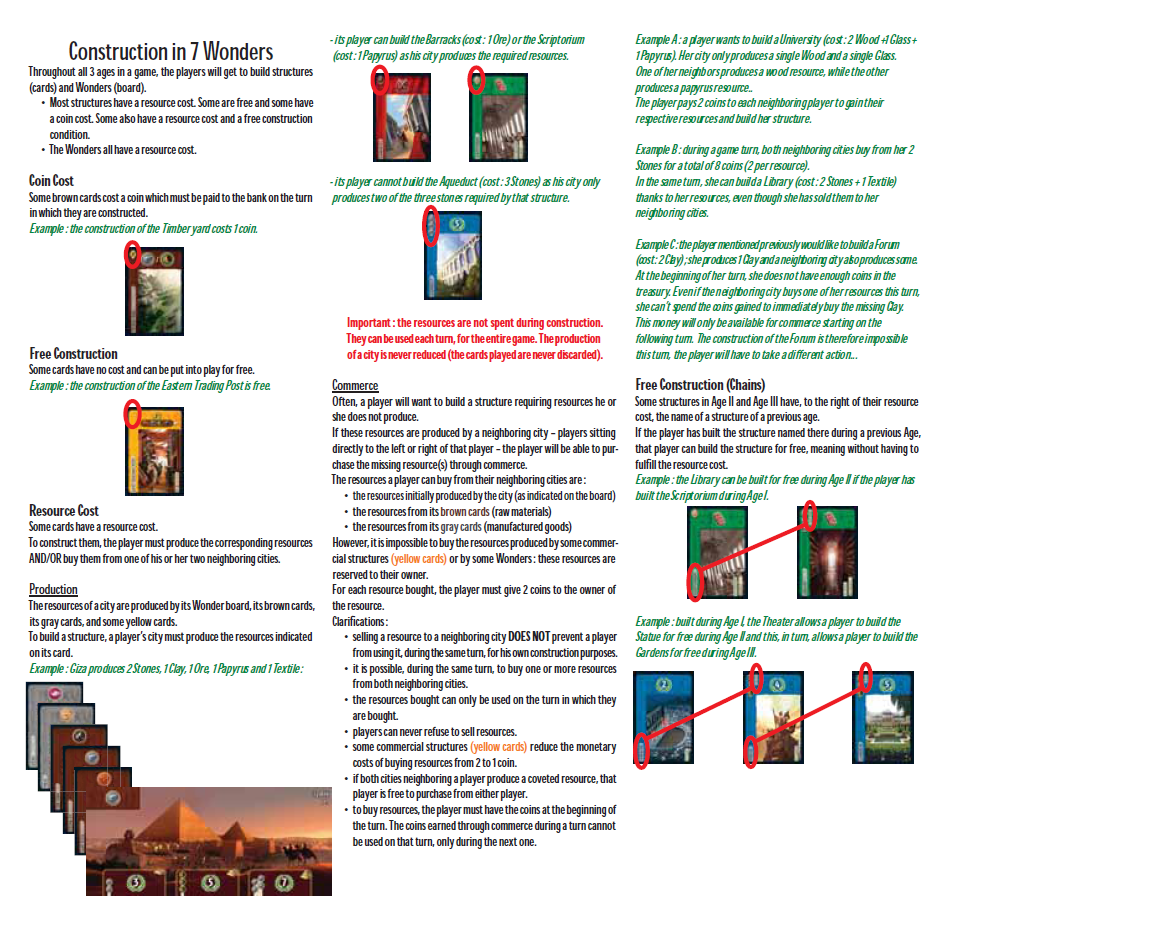 Construction in 7 Wonders
Throughout all 3 ages in a game, the players will get to build structures
(cards) and Wonders (board).
• Most structures have a resource cost. Some are free and some have
a coin cost. Some also have a resource cost and a free construction
condition.
• The Wonders all have a resource cost.
Coin Cost
Some brown cards cost a coin which must be paid to the bank on the turn
in which they are constructed.
Example : the construction of the Timber yard costs 1 coin.
Free Construction
Some cards have no cost and can be put into play for free.
Example : the construction of the Eastern Trading Post is free.
Resource Cost
Some cards have a resource cost.
To construct them, the player must produce the corresponding resources
AND/OR buy them from one of his or her two neighboring cities.
Production
The resources of a city are produced by its Wonder board, its brown cards,
its gray cards, and some yellow cards.
To build a structure, a player's city must produce the resources indicated
on its card.
Example : Giza produces 2 Stones, 1 Clay, 1 Ore, 1 Papyrus and 1 Textile :
3
5
7
- its player can build the Barracks (cost : 1 Ore) or the Scriptorium
(cost : 1 Papyrus) as his city produces the required resources.
- its player cannot build the Aqueduct (cost : 3 Stones) as his city only
produces two of the three stones required by that structure.
5
Important : the resources are not spent during construction.
They can be used each turn, for the entire game. The production
of a city is never reduced (the cards played are never discarded).
Commerce
Often, a player will want to build a structure requiring resources he or
she does not produce.
If these resources are produced by a neighboring city – players sitting
directly to the left or right of that player – the player will be able to pur-
chase the missing resource(s) through commerce.
The resources a player can buy from their neighboring cities are :
• the resources initially produced by the city (as indicated on the board)
• the resources from its brown cards (raw materials)
• the resources from its gray cards (manufactured goods)
However, it is impossible to buy the resources produced by some commer-
cial structures (yellow cards) or by some Wonders : these resources are
reserved to their owner.
For each resource bought, the player must give 2 coins to the owner of
the resource.
Clarifications :
• selling a resource to a neighboring city DOES NOT prevent a player
from using it, during the same turn, for his own construction purposes.
• it is possible, during the same turn, to buy one or more resources
from both neighboring cities.
• the resources bought can only be used on the turn in which they
are bought.
• players can never refuse to sell resources.
• some commercial structures (yellow cards) reduce the monetary
costs of buying resources from 2 to 1 coin.
• if both cities neighboring a player produce a coveted resource, that
player is free to purchase from either player.
• to buy resources, the player must have the coins at the beginning of
the turn. The coins earned through commerce during a turn cannot
be used on that turn, only during the next one.
Example A : a player wants to build a University (cost : 2 Wood +1 Glass +
1 Papyrus). Her city only produces a single Wood and a single Glass.
One of her neighbors produces a wood resource, while the other
produces a papyrus resource..
The player pays 2 coins to each neighboring player to gain their
respective resources and build her structure.
Example B : during a game turn, both neighboring cities buy from her 2
Stones for a total of 8 coins (2 per resource).
In the same turn, she can build a Library (cost : 2 Stones + 1 Textile)
thanks to her resources, even though she has sold them to her
neighboring cities.
Example C : the player mentioned previously would like to build a Forum
(cost : 2 Clay) ; she produces 1 Clay and a neighboring city also produces some.
At the beginning of her turn, she does not have enough coins in the
treasury. Even if the neighboring city buys one of her resources this turn,
she can't spend the coins gained to immediately buy the missing Clay.
This money will only be available for commerce starting on the
following turn. The construction of the Forum is therefore impossible
this turn, the player will have to take a different action...
Free Construction (Chains)
Some structures in Age II and Age III have, to the right of their resource
cost, the name of a structure of a previous age.
If the player has built the structure named there during a previous Age,
that player can build the structure for free, meaning without having to
fulfill the resource cost.
Example : the Library can be built for free during Age II if the player has
built the Scriptorium during Age I.
Example : built during Age I, the Theater allows a player to build the
Statue for free during Age II and this, in turn, allows a player to build the
Gardens for free during Age III.
2
4
5